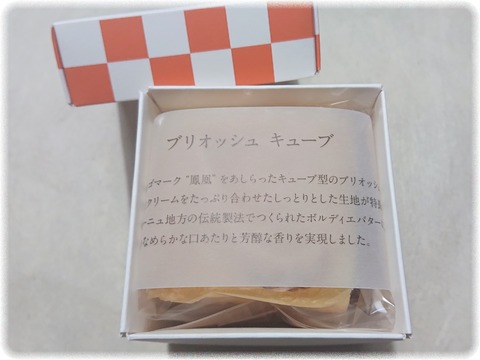 ブリオッシュ キューブ
ゴマーク“鳳凰”をあしらったキューブ型のブリオッシュ
クリームをたっぷり合わせたしっとりとした生地が特徴
ーニュ地方の伝統製法でつくられたボルディエバター
なめらかな口あたりと芳醇な香りを実現しました。